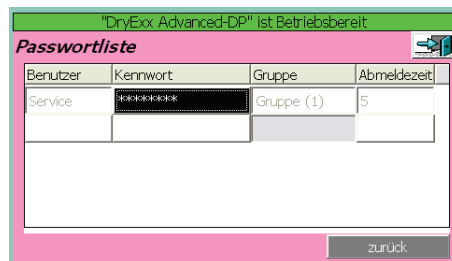 "DryExx Advanced-DP" ist Betriebsbereit
Passwortliste
Benutzer Kennwort Gruppe Abmeldezeit
Service ******** Gruppe (1) 5
zurück